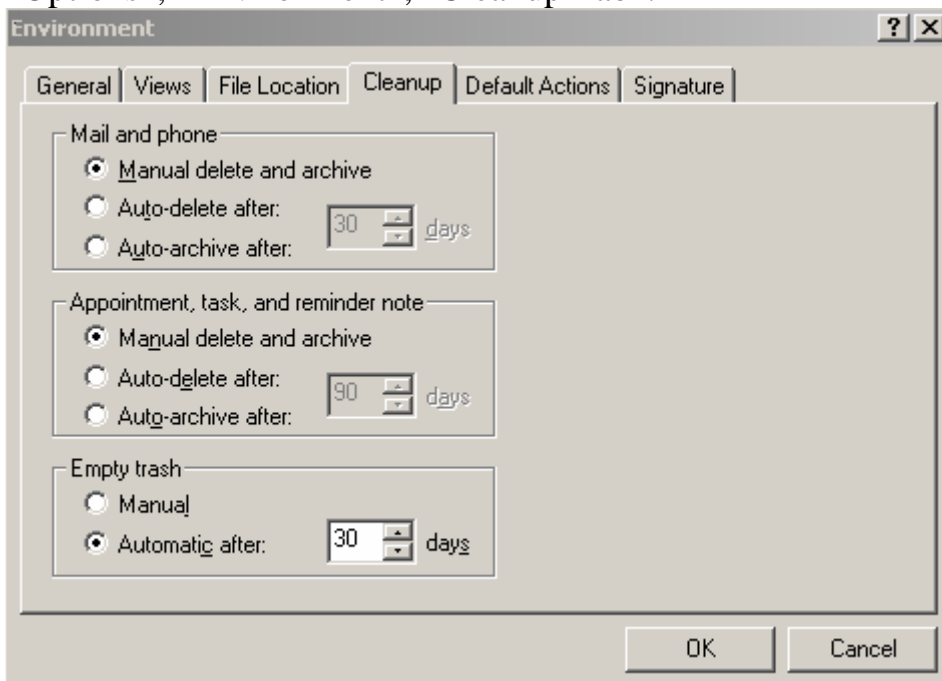 Environment
General Views File Location Cleanup Default Actions Signature
Mail and phone
Manual delete and archive
Auto-delete after:
30 days
Auto-archive after:
Appointment, task, and reminder note
Manual delete and archive
Auto-delete after:
90 days
Auto-archive after:
Empty trash
Manual
Automatic after: 30 days
OK Cancel